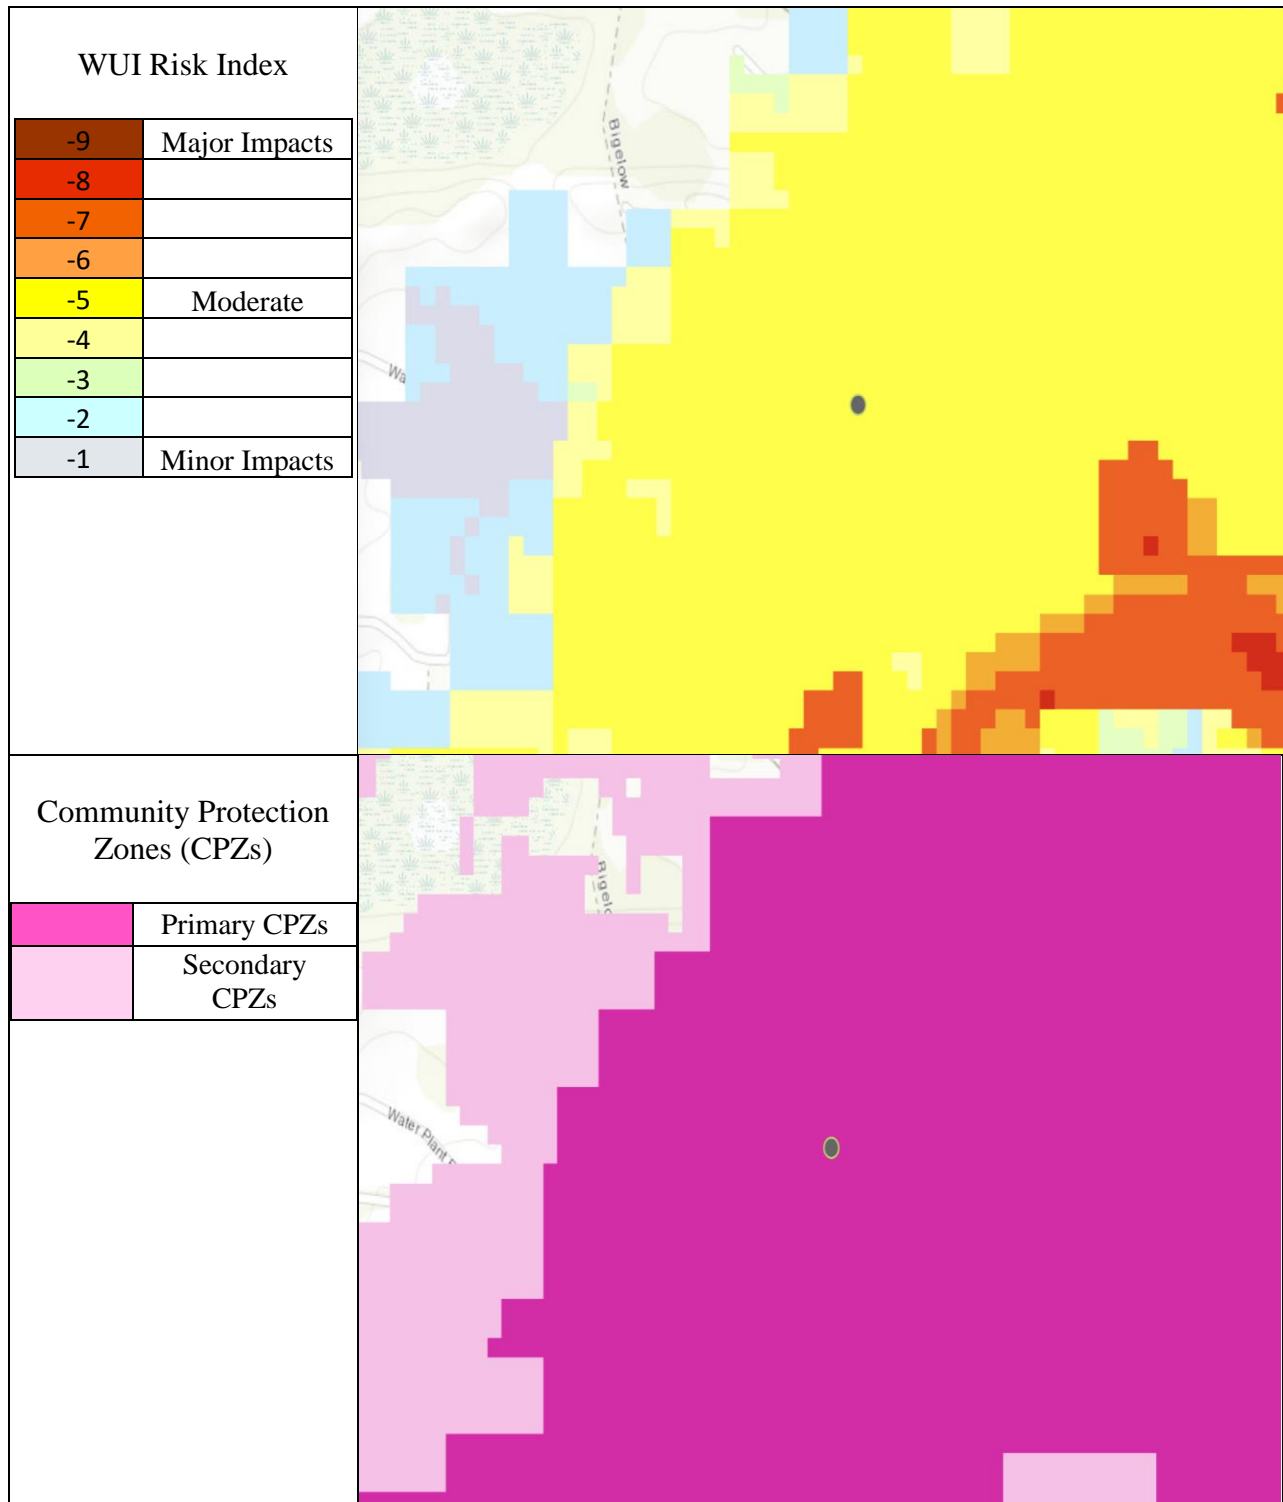 WUI Risk Index
-9 Major Impacts
-8
-7
-6
-5 Moderate
-4
-3
-2
-1 Minor Impacts
Bigelow
Wa
Community Protection
Zones (CPZs)
Primary CPZs
Secondary
CPZs
Bigelo
Water Plant